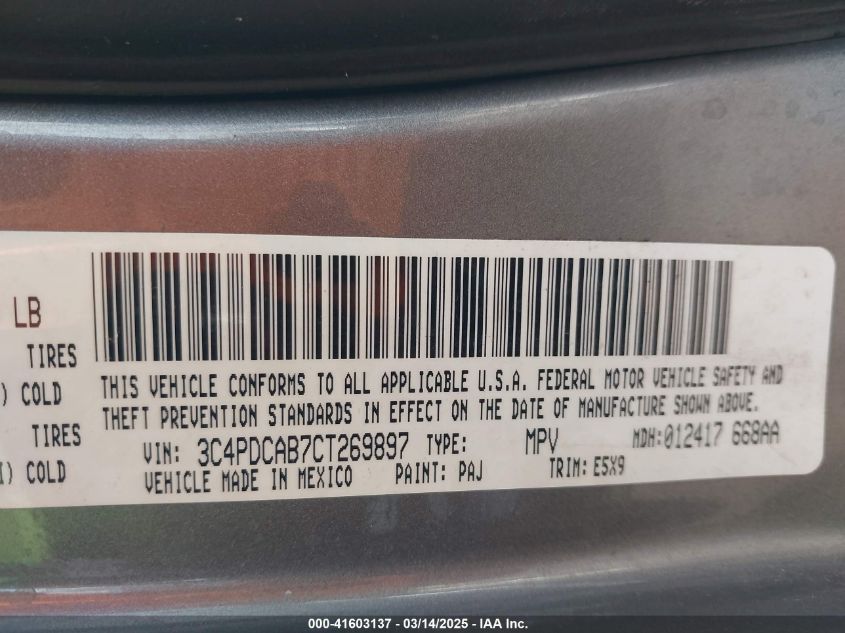 LB
TIRES
) COLD
TIRES
I) COLD
THIS VEHICLE CONFORMS TO ALL APPLICABLE U.S.A. FEDERAL MOTOR VEHICLE SAFETY AND
THEFT PREVENTION STANDARDS IN EFFECT ON THE DATE OF MANUFACTURE SHOWN ABOVE.
VIN: 3C4PDCAB7CT269897 TYPE: MPV MDH:012417 668AA
VEHICLE MADE IN MEXICO PAINT: PAJ TRIM: E5X9
000-41603137 - 03/14/2025 - IAA Inc.